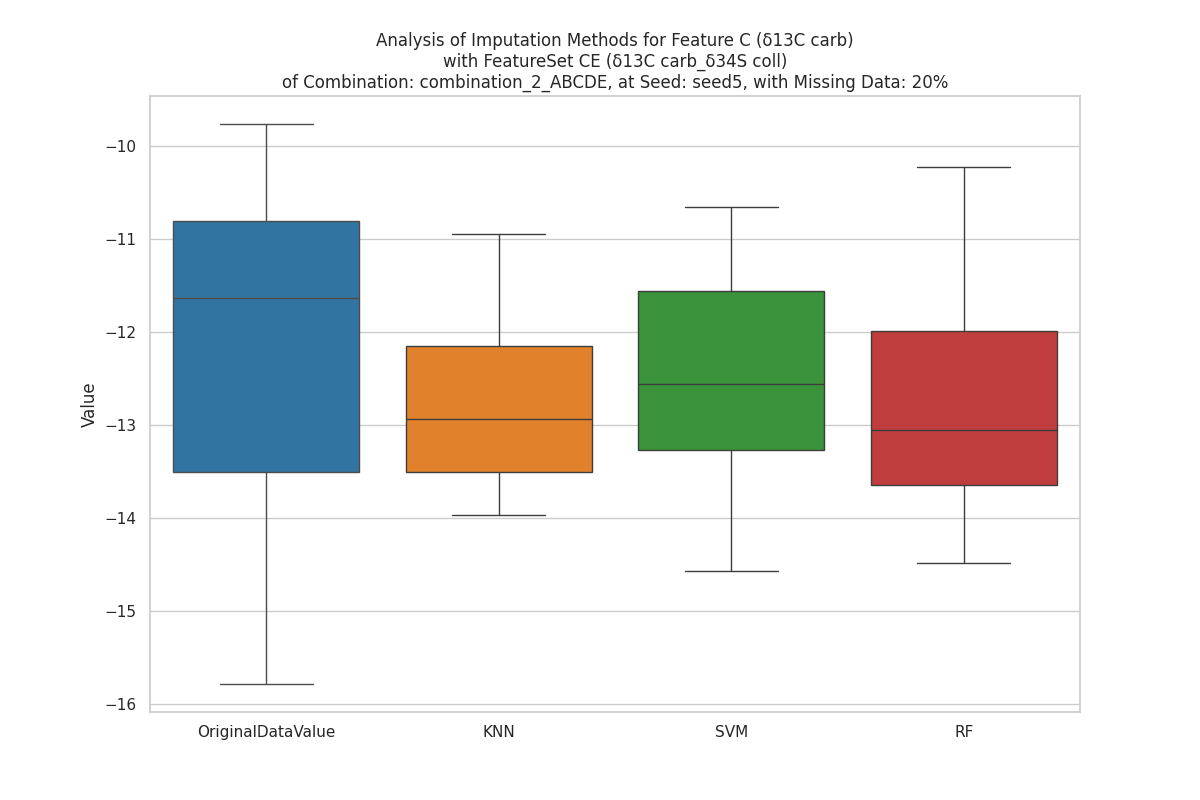 Analysis of Imputation Methods for Feature C (δ13C carb)
with FeatureSet CE (δ13C carb_δ34S coll)
of Combination: combination_2_ABCDE, at Seed: seed5, with Missing Data: 20%
Value
−10
−11
−12
−13
−14
−15
−16
OriginalDataValue
KNN
SVM
RF